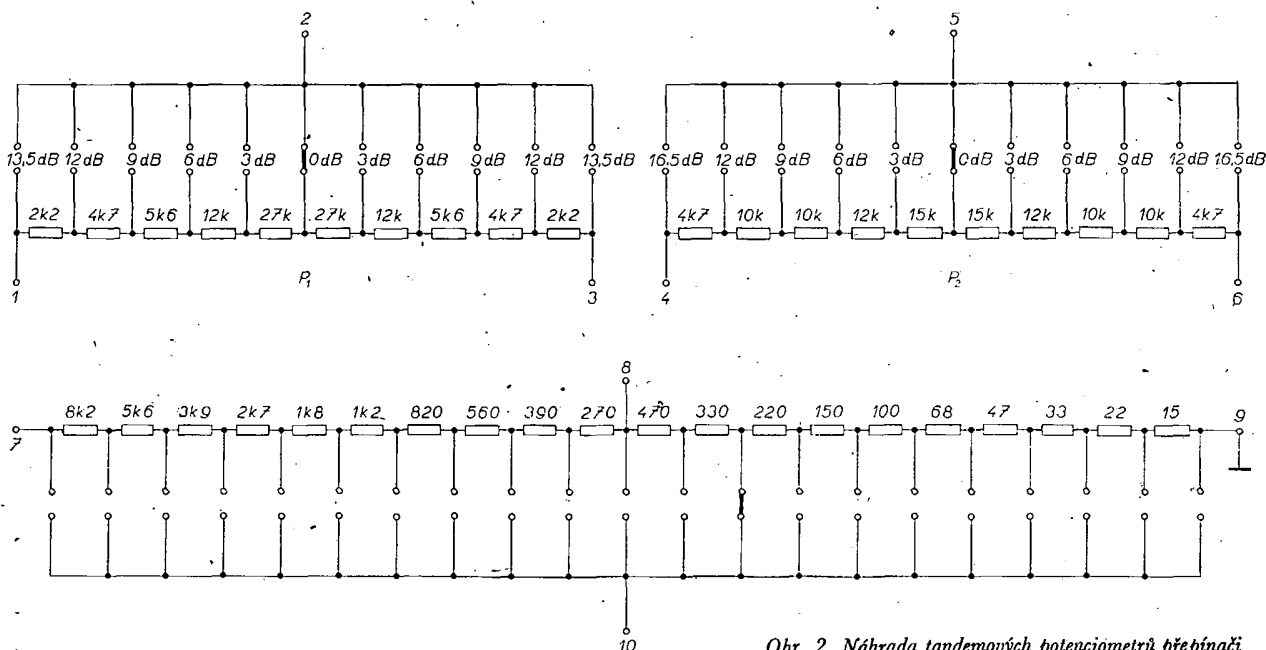 2 5
13,5dB 12dB 9dB 6dB 3dB 0dB 3dB 6dB 9dB 12dB 13,5dB 16,5dB 12dB 9dB 6dB 3dB 0dB 3dB 6dB 9dB 12dB 16,5dB
2k2 4k7 5k6 12k 27k 27k 12k 5k6 4k7 2k2 4k7 10k 10k 12k 15k 15k 12k 10k 10k 4k7
1 P1 3 4 P2 6
8
8k2 5k6 3k9 2k7 1k8 1k2 820 560 390 270 470 330 220 150 100 68 47 33 22 15
7 9
10
Obr. 2. Náhrada tandemových potenciometrů přepínači